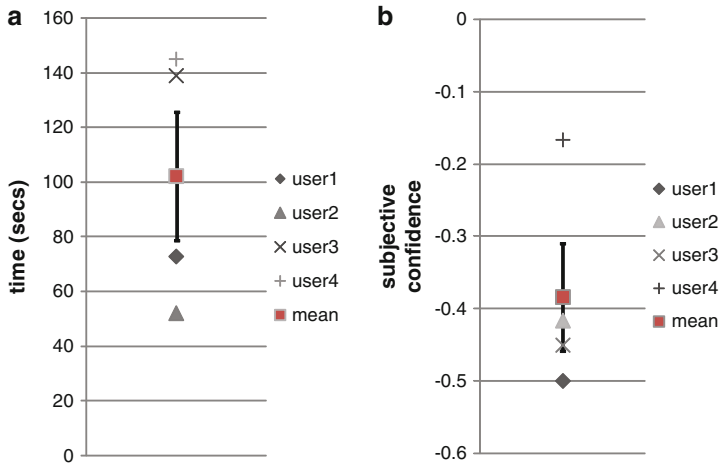 a
time (secs)
160
140
120
100
80
60
40
20
0
user1
user2
user3
user4
mean
b
subjective
confidence
0
-0.1
-0.2
-0.3
-0.4
-0.5
-0.6
user1
user2
user3
user4
mean